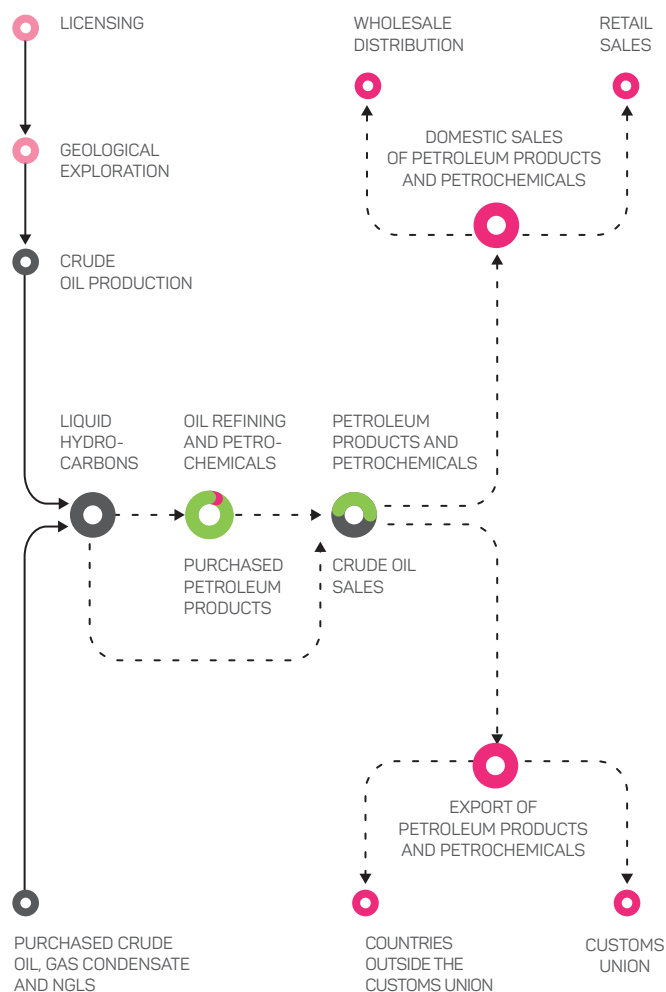 LICENSING
WHOLESALE
DISTRIBUTION
RETAIL
SALES
GEOLOGICAL
EXPLORATION
DOMESTIC SALES
OF PETROLEUM PRODUCTS
AND PETROCHEMICALS
CRUDE
OIL PRODUCTION
LIQUID
HYDRO-
CARBONS
OIL REFINING
AND PETRO-
CHEMICALS
PETROLEUM
PRODUCTS AND
PETROCHEMICALS
PURCHASED
PETROLEUM
PRODUCTS
CRUDE OIL
SALES
EXPORT OF
PETROLEUM PRODUCTS
AND PETROCHEMICALS
PURCHASED CRUDE
OIL, GAS CONDENSATE
AND NGLS
COUNTRIES
OUTSIDE THE
CUSTOMS UNION
CUSTOMS
UNION